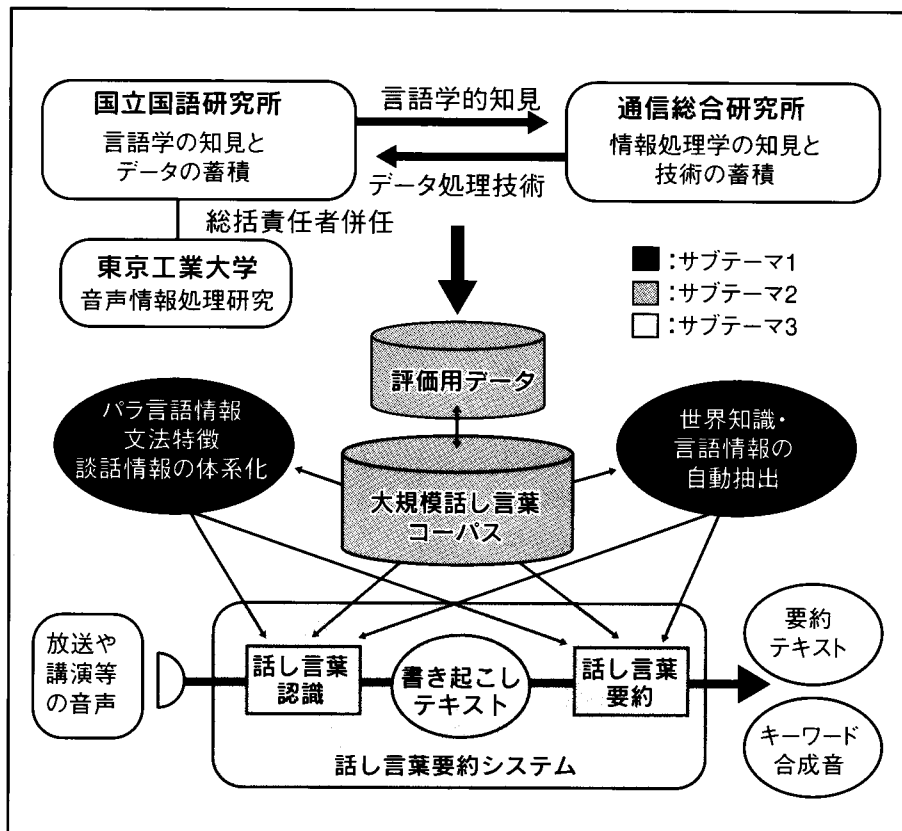 国立国語研究所
言語学の知見と
データの蓄積
言語学的知見
データ処理技術
通信総合研究所
情報処理学の知見と
技術の蓄積
総括責任者併任
東京工業大学
音声情報処理研究
:サブテーマ1
:サブテーマ2
:サブテーマ3
評価用データ
パラ言語情報
文法特徴
談話情報の体系化
大規模話し言葉
コーパス
世界知識・
言語情報の
自動抽出
放送や
講演等
の音声
話し言葉
認識
書き起こし
テキスト
話し言葉
要約
話し言葉要約システム
要約
テキスト
キーワード
合成音